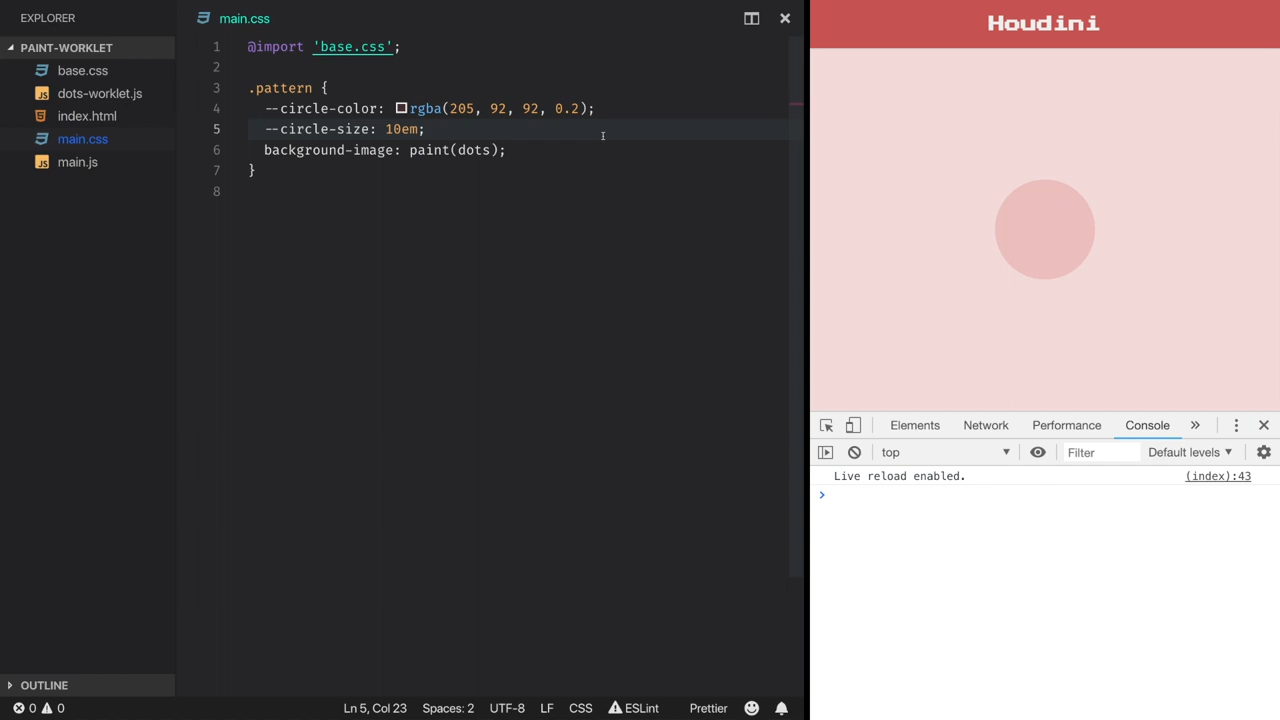 EXPLORER
PAINT-WORKLET
base.css
dots-worklet.js
index.html
main.css
main.js
OUTLINE
0 0
main.css
1 @import 'base.css';
2
3 .pattern {
4 --circle-color: rgba(205, 92, 92, 0.2);
5 --circle-size: 10em;
6 background-image: paint(dots);
7 }
8
Ln 5, Col 23 Spaces: 2 UTF-8 LF CSS ESLint Prettier
Houdini
Elements Network Performance Console »
top Filter Default levels
Live reload enabled. (index):43